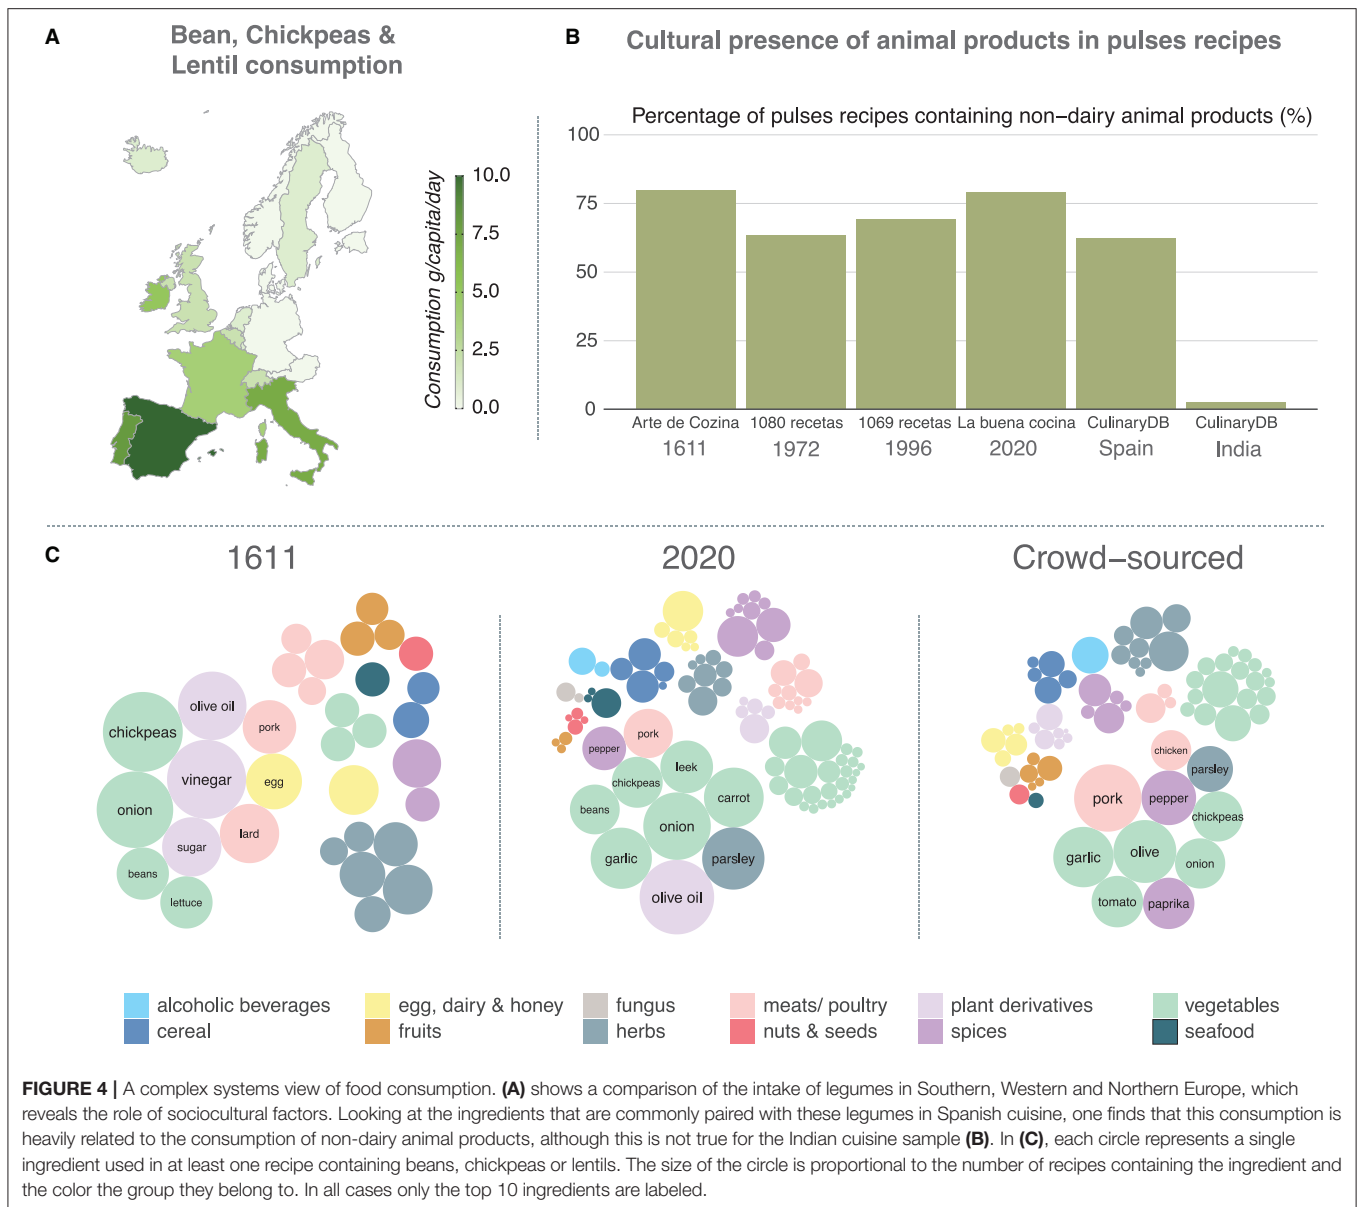 A
Bean, Chickpeas &
Lentil consumption
Consumption g/capita/day
10.0
7.5
5.0
2.5
0.0
B
Cultural presence of animal products in pulses recipes
Percentage of pulses recipes containing non–dairy animal products (%)
100
75
50
25
0
Arte de Cozina 1080 recetas 1069 recetas La buena cocina CulinaryDB CulinaryDB
1611 1972 1996 2020 Spain India
C
1611
olive oil
chickpeas
pork
vinegar
egg
onion
lard
sugar
beans
lettuce
2020
pepper
pork
leek
chickpeas
carrot
beans
onion
garlic
parsley
olive oil
Crowd–sourced
chicken
parsley
pork
pepper
chickpeas
garlic
olive
onion
tomato
paprika
alcoholic beverages egg, dairy & honey fungus meats/ poultry plant derivatives vegetables
cereal fruits herbs nuts & seeds spices seafood
FIGURE 4 | A complex systems view of food consumption. (A) shows a comparison of the intake of legumes in Southern, Western and Northern Europe, which
reveals the role of sociocultural factors. Looking at the ingredients that are commonly paired with these legumes in Spanish cuisine, one finds that this consumption is
heavily related to the consumption of non-dairy animal products, although this is not true for the Indian cuisine sample (B). In (C), each circle represents a single
ingredient used in at least one recipe containing beans, chickpeas or lentils. The size of the circle is proportional to the number of recipes containing the ingredient and
the color the group they belong to. In all cases only the top 10 ingredients are labeled.